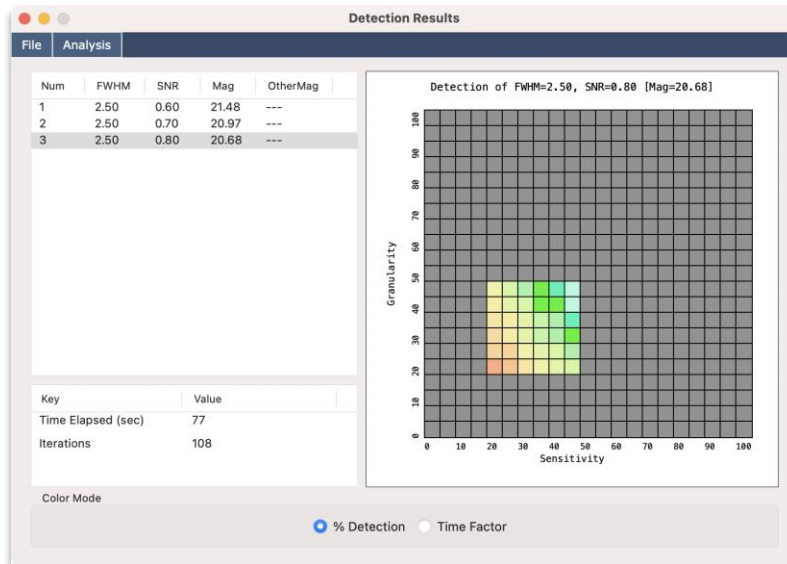 Detection Results
File Analysis
Num FWHM SNR Mag OtherMag
1 2.50 0.60 21.48 ---
2 2.50 0.70 20.97 ---
3 2.50 0.80 20.68 ---
Key Value
Time Elapsed (sec) 77
Iterations 108
Detection of FWHM=2.50, SNR=0.80 [Mag=20.68]
Granularity
100
90
80
70
60
50
40
30
20
10
0
0 10 20 30 40 50 60 70 80 90 100
Sensitivity
Color Mode
% Detection Time Factor